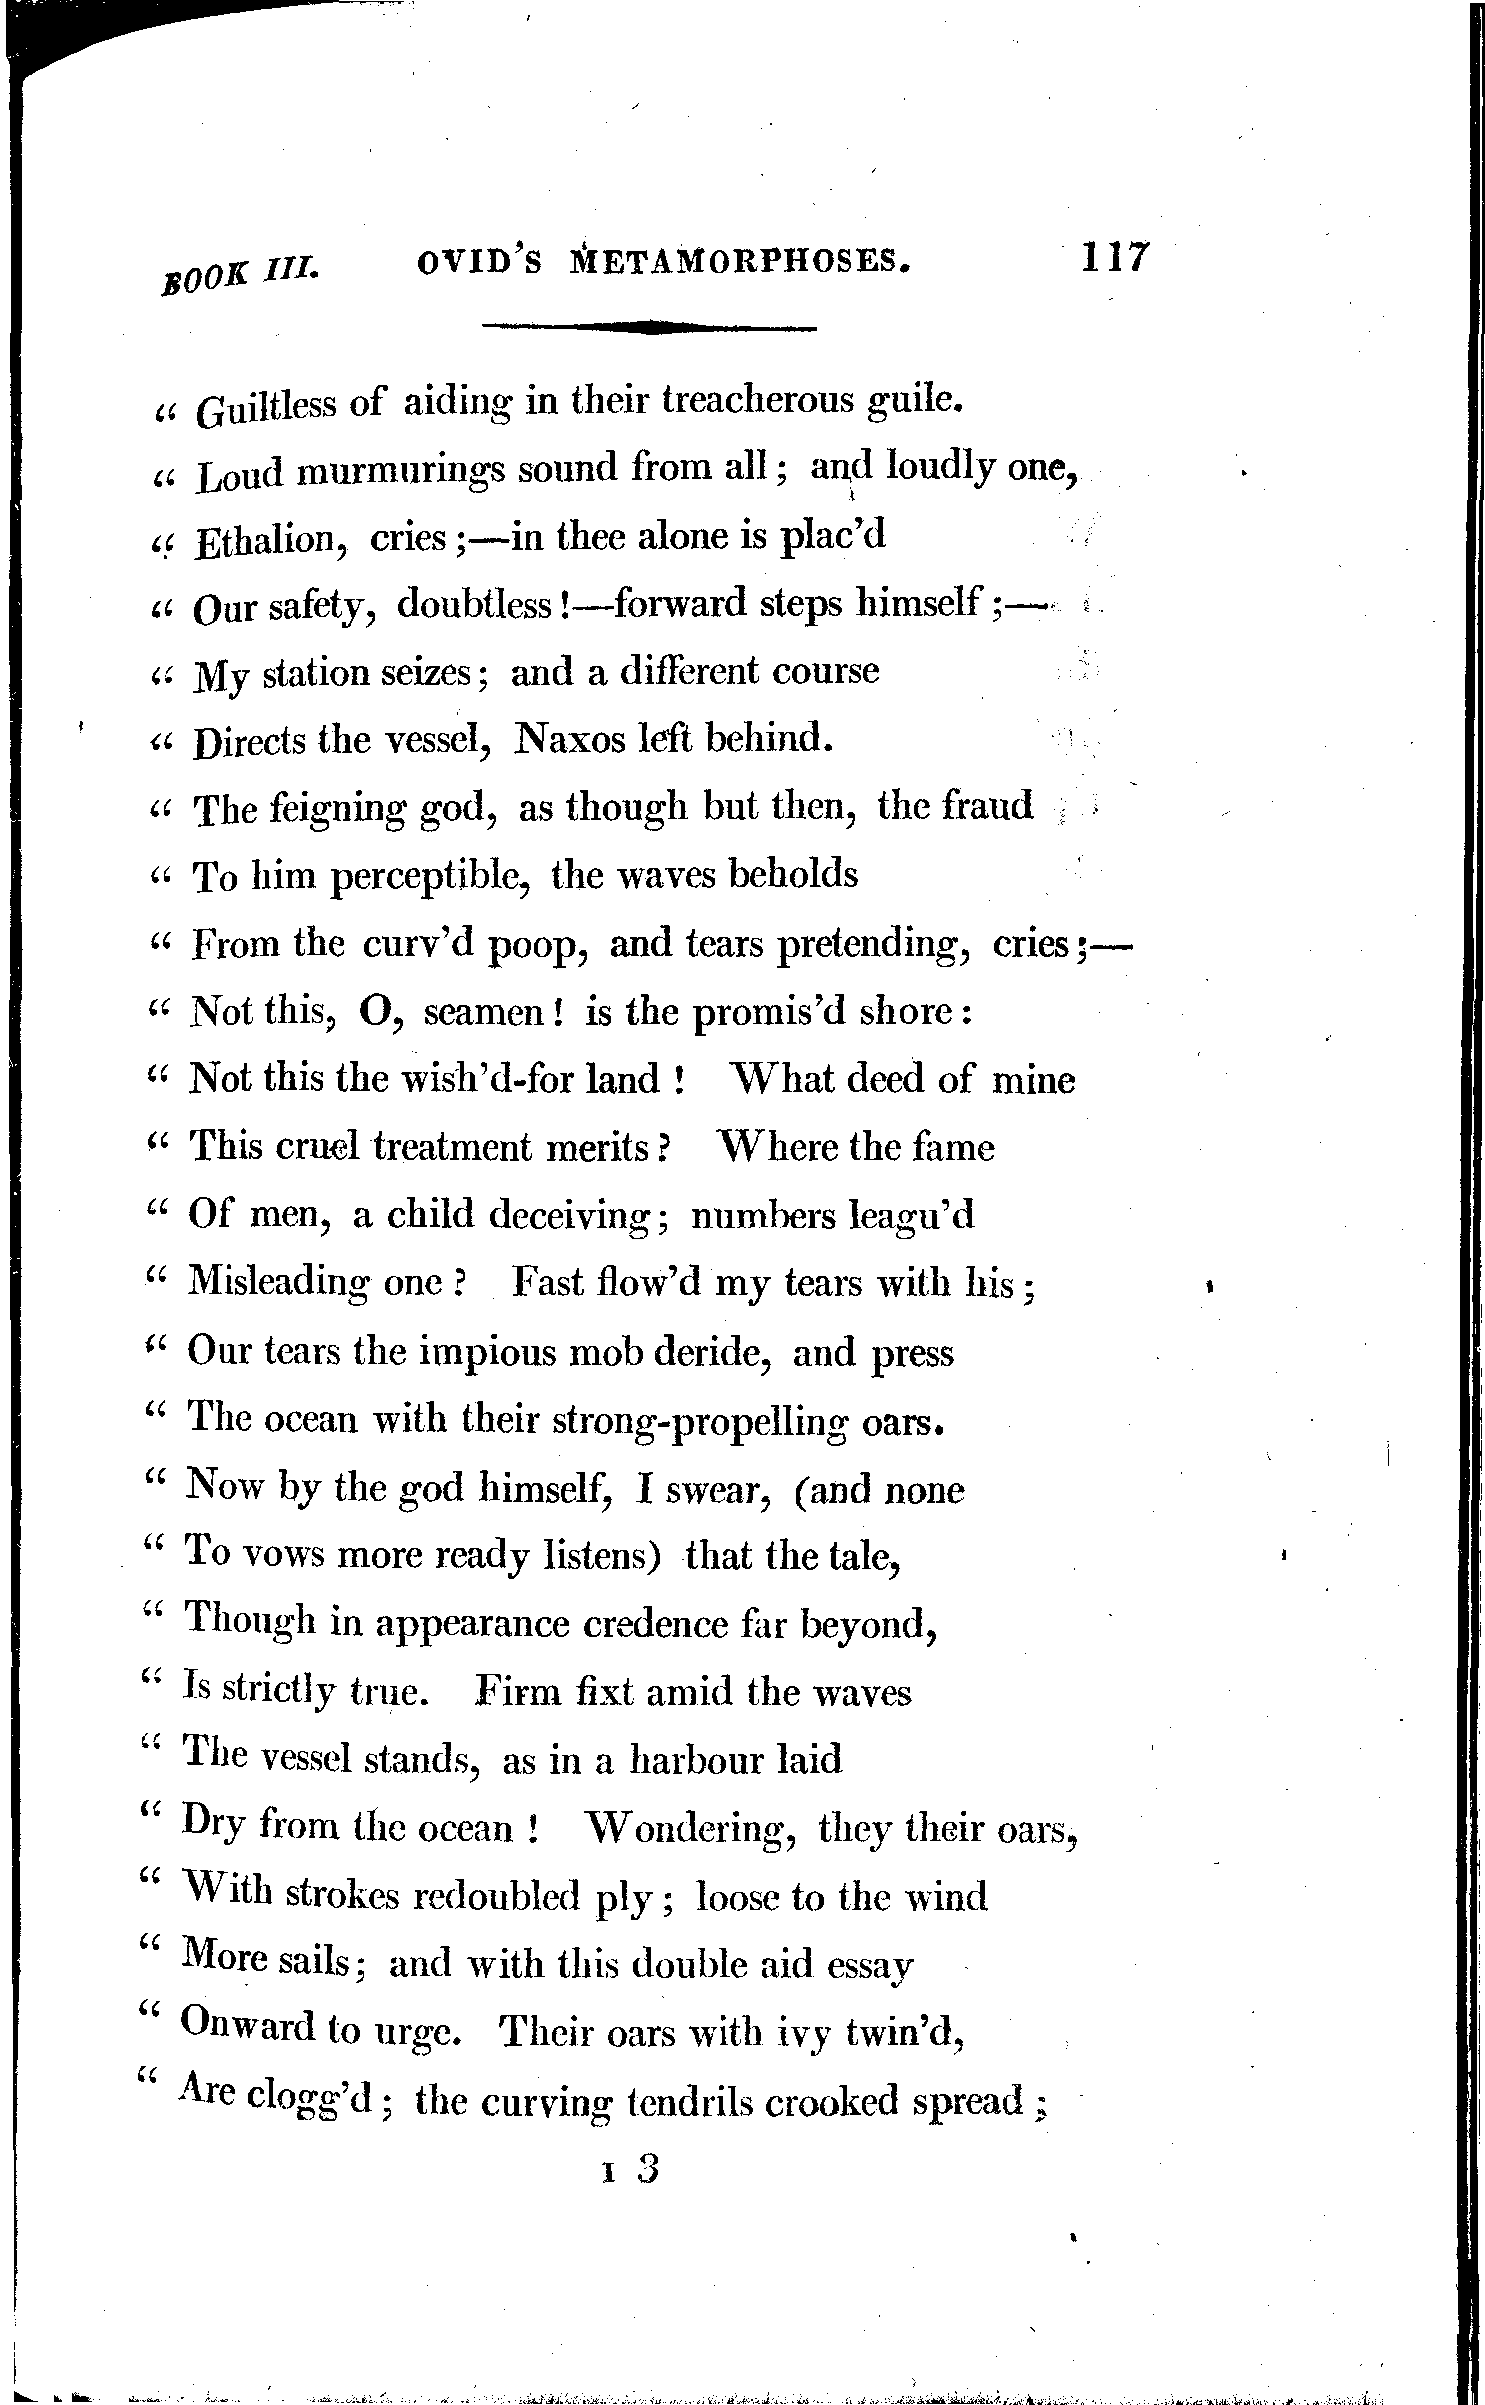 BOOK III. OVID'S METAMORPHOSES. 117
“ Guiltless of aiding in their treacherous guile.
“ Loud murmurings sound from all; and loudly one,
“ Ethalion, cries;—in thee alone is plac'd
“ Our safety, doubtless!—forward steps himself;—
“ My station seizes; and a different course
“ Directs the vessel, Naxos left behind.
“ The feigning god, as though but then, the fraud
“ To him perceptible, the waves beholds
“ From the curv'd poop, and tears pretending, cries;—
“ Not this, O, seamen! is the promis'd shore:
“ Not this the wish'd-for land! What deed of mine
“ This cruel treatment merits? Where the fame
“ Of men, a child deceiving; numbers leagu'd
“ Misleading one? Fast flow'd my tears with his;
“ Our tears the impious mob deride, and press
“ The ocean with their strong-propelling oars.
“ Now by the god himself, I swear, (and none
“ To vows more ready listens) that the tale,
“ Though in appearance credence far beyond,
“ Is strictly true. Firm fixt amid the waves
“ The vessel stands, as in a harbour laid
“ Dry from the ocean! Wondering, they their oars,
“ With strokes redoubled ply; loose to the wind
“ More sails; and with this double aid essay
“ Onward to urge. Their oars with ivy twin'd,
“ Are clogg'd; the curving tendrils crooked spread;
I 3